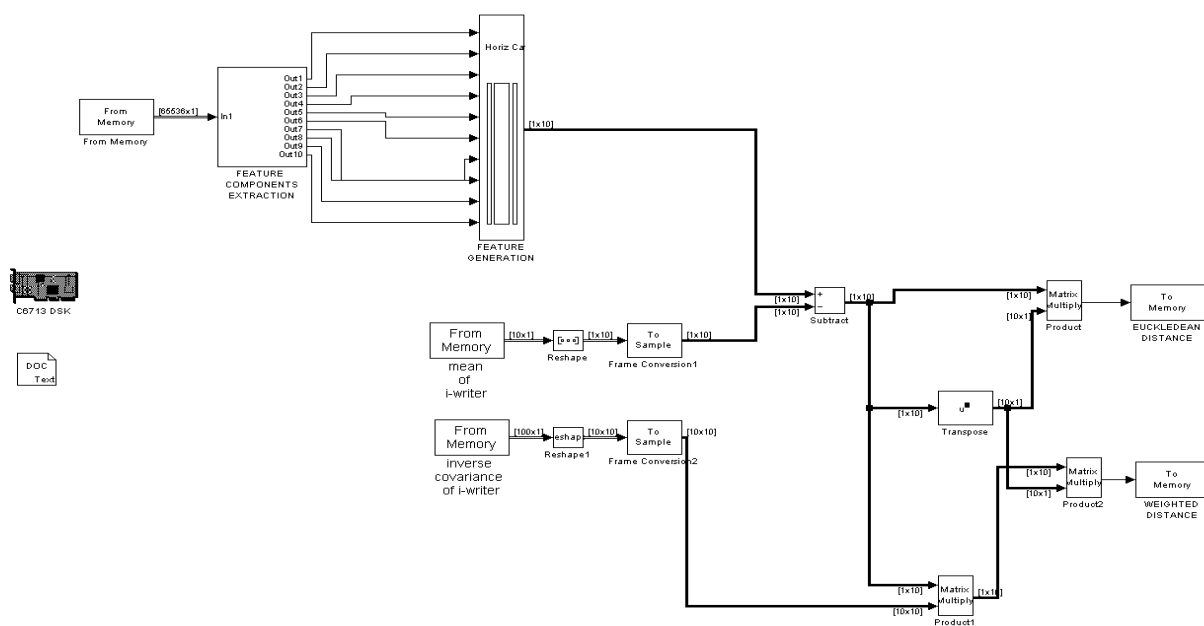 Horiz Cat
From
Memory
From Memory
[65536x1]
In1
Out1
Out2
Out3
Out4
Out5
Out6
Out7
Out8
Out9
Out10
FEATURE
COMPONENTS
EXTRACTION
FEATURE
GENERATION
[1x10]
C6713 DSK
DOC
Text
From
Memory
mean
of
i-writer
[10x1]
Reshape
[1x10]
To
Sample
Frame Conversion1
[1x10]
[1x10]
[1x10]
+
−
Subtract
[1x10]
[1x10]
[10x1]
Matrix
Multiply
Product
To
Memory
EUCKLEDEAN
DISTANCE
From
Memory
inverse
covariance
of i-writer
[100x1]
eshap
Reshape1
[10x10]
To
Sample
Frame Conversion2
[10x10]
[1x10]
u
Transpose
[10x1]
[1x10]
[10x1]
Matrix
Multiply
Product2
To
Memory
WEIGHTED
DISTANCE
[1x10]
[10x10]
Matrix
Multiply
Product1
[1x10]